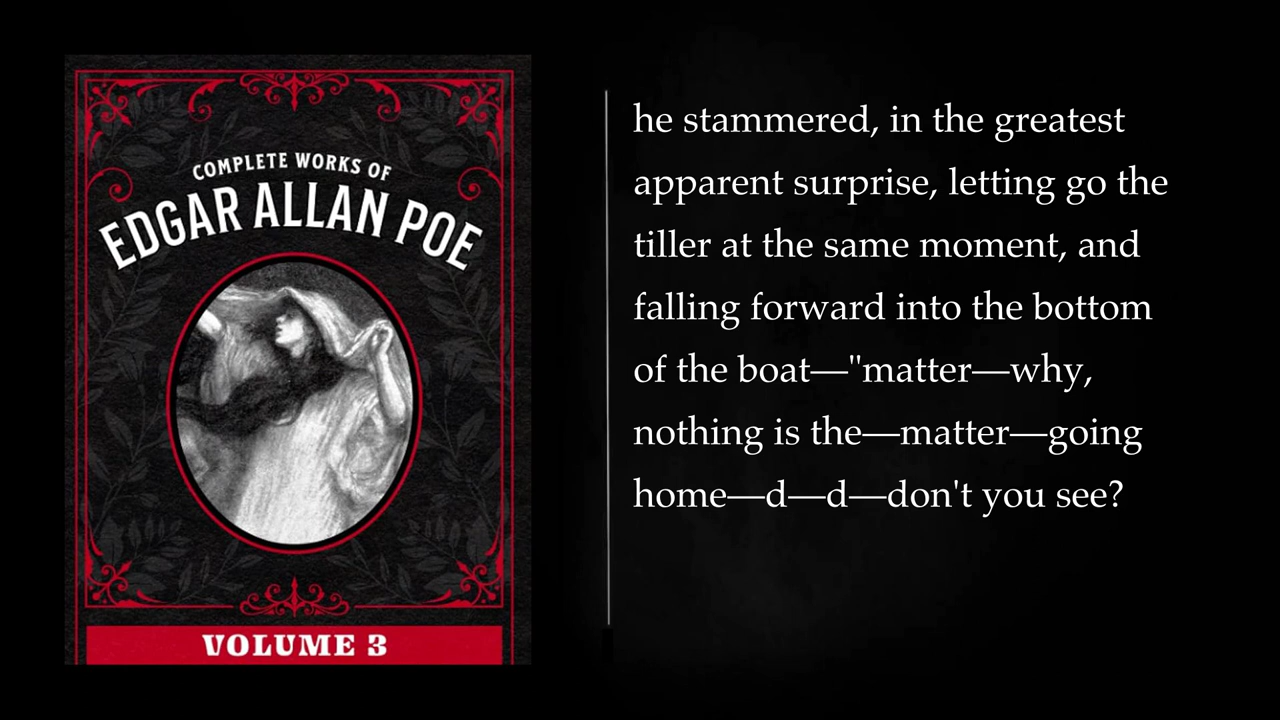 COMPLETE WORKS OF
EDGAR ALLAN POE
VOLUME 3
he stammered, in the greatest
apparent surprise, letting go the
tiller at the same moment, and
falling forward into the bottom
of the boat—"matter—why,
nothing is the—matter—going
home—d—d—don't you see?